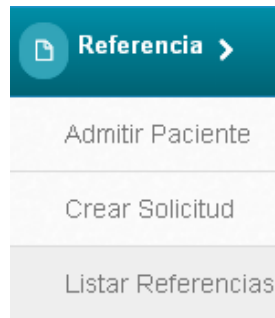 Referencia
Admitir Paciente
Crear Solicitud
Listar Referencias